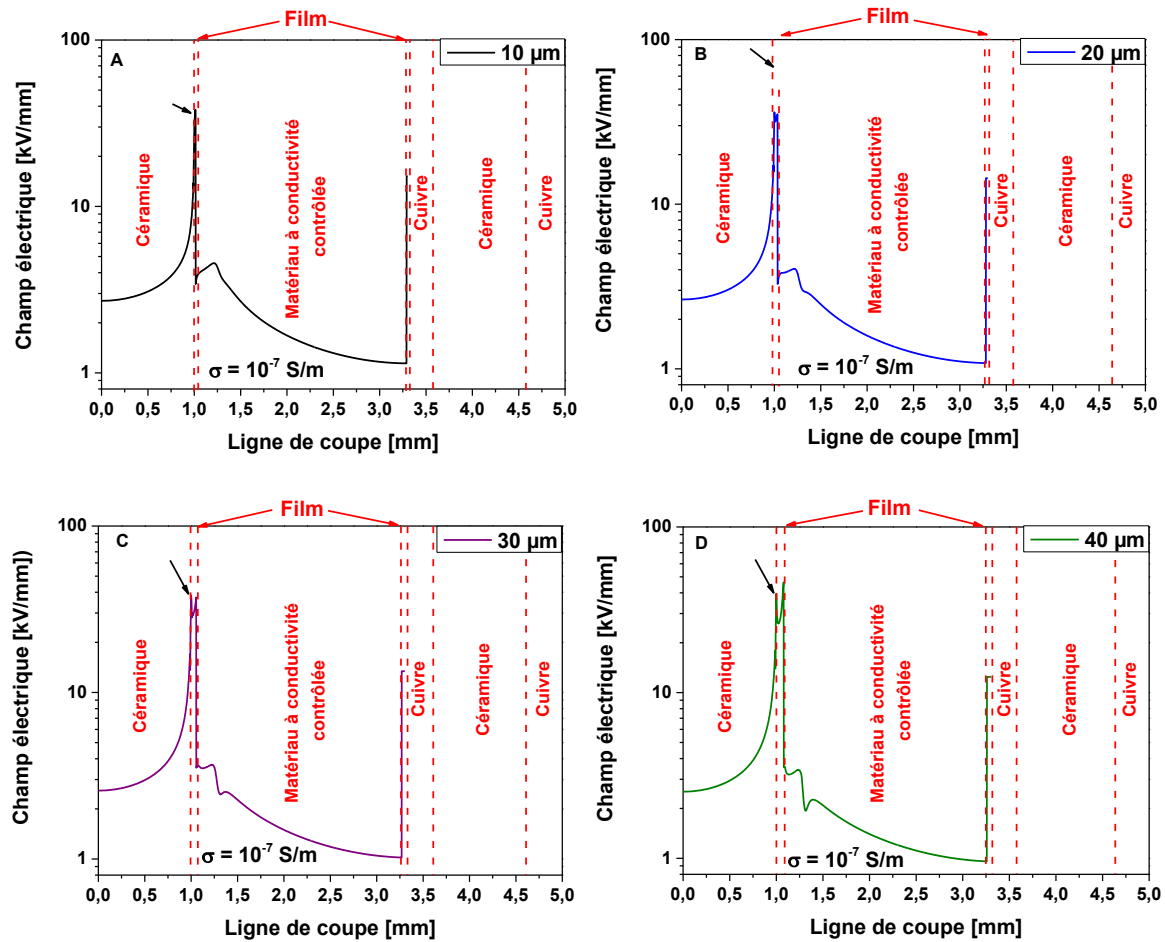 Film
A
10 µm
Champ électrique [kV/mm]
100
10
1
Céramique
Matériau à conductivité
contrôlée
Cuivre
Céramique
Cuivre
σ = 10⁻⁷ S/m
0,0 0,5 1,0 1,5 2,0 2,5 3,0 3,5 4,0 4,5 5,0
Ligne de coupe [mm]
Film
B
20 µm
Champ électrique [kV/mm]
100
10
1
Céramique
Matériau à conductivité
contrôlée
Cuivre
Céramique
Cuivre
σ = 10⁻⁷ S/m
0,0 0,5 1,0 1,5 2,0 2,5 3,0 3,5 4,0 4,5 5,0
Ligne de coupe [mm]
Film
C
30 µm
Champ électrique [kV/mm])
100
10
1
Céramique
Matériau à conductivité
contrôlée
Cuivre
Céramique
Cuivre
σ = 10⁻⁷ S/m
0,0 0,5 1,0 1,5 2,0 2,5 3,0 3,5 4,0 4,5 5,0
Ligne de coupe [mm]
Film
D
40 µm
Champ électrique [kV/mm]
100
10
1
Céramique
Matériau à conductivité
contrôlée
Cuivre
Céramique
Cuivre
σ = 10⁻⁷ S/m
0,0 0,5 1,0 1,5 2,0 2,5 3,0 3,5 4,0 4,5 5,0
Ligne de coupe [mm]